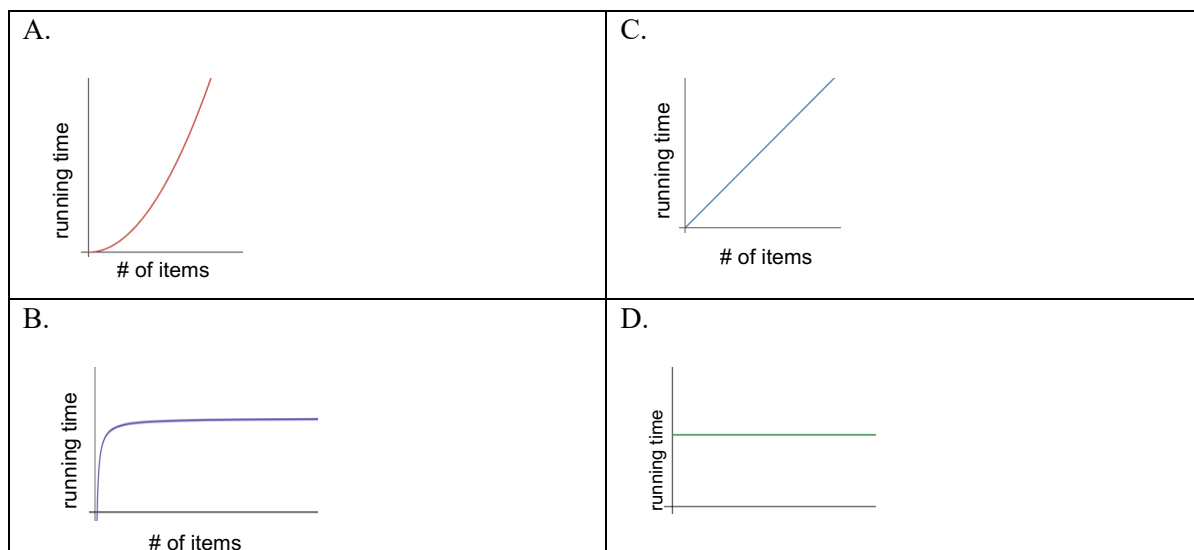 A.
running time
# of items
C.
running time
# of items
B.
running time
# of items
D.
running time